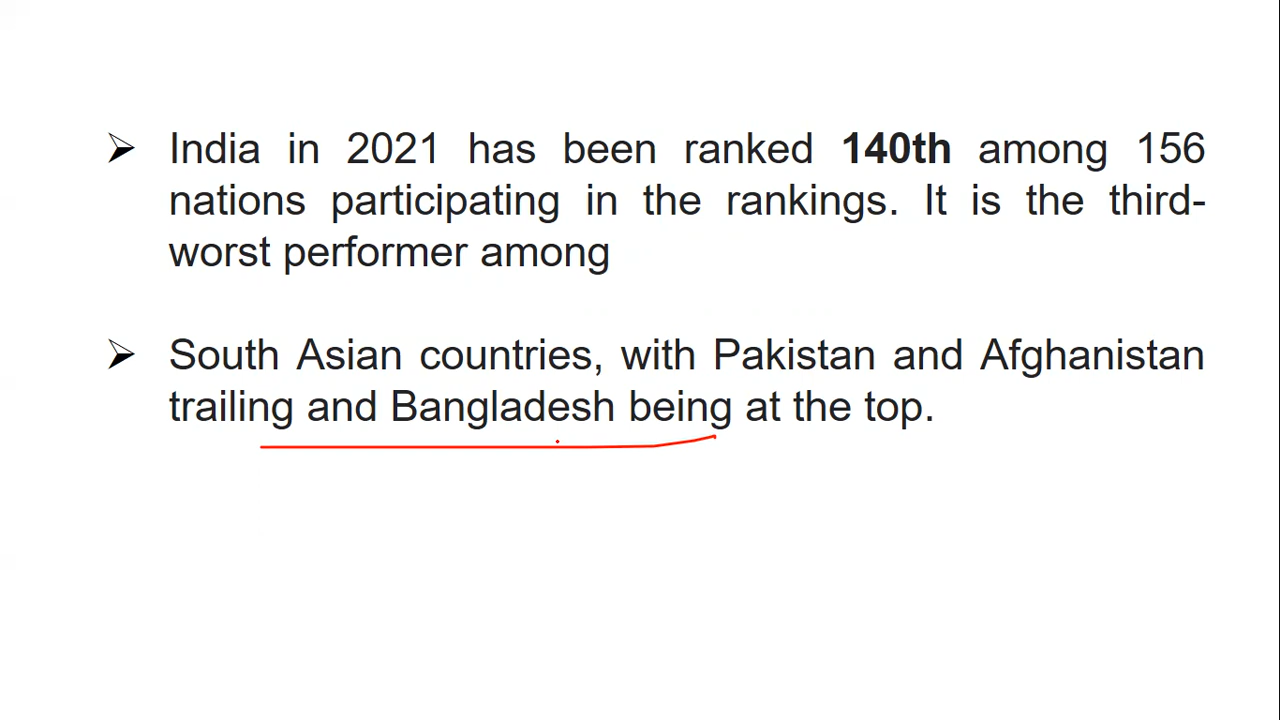 ➢ India in 2021 has been ranked 140th among 156
nations participating in the rankings. It is the third-
worst performer among
➢ South Asian countries, with Pakistan and Afghanistan
trailing and Bangladesh being at the top.